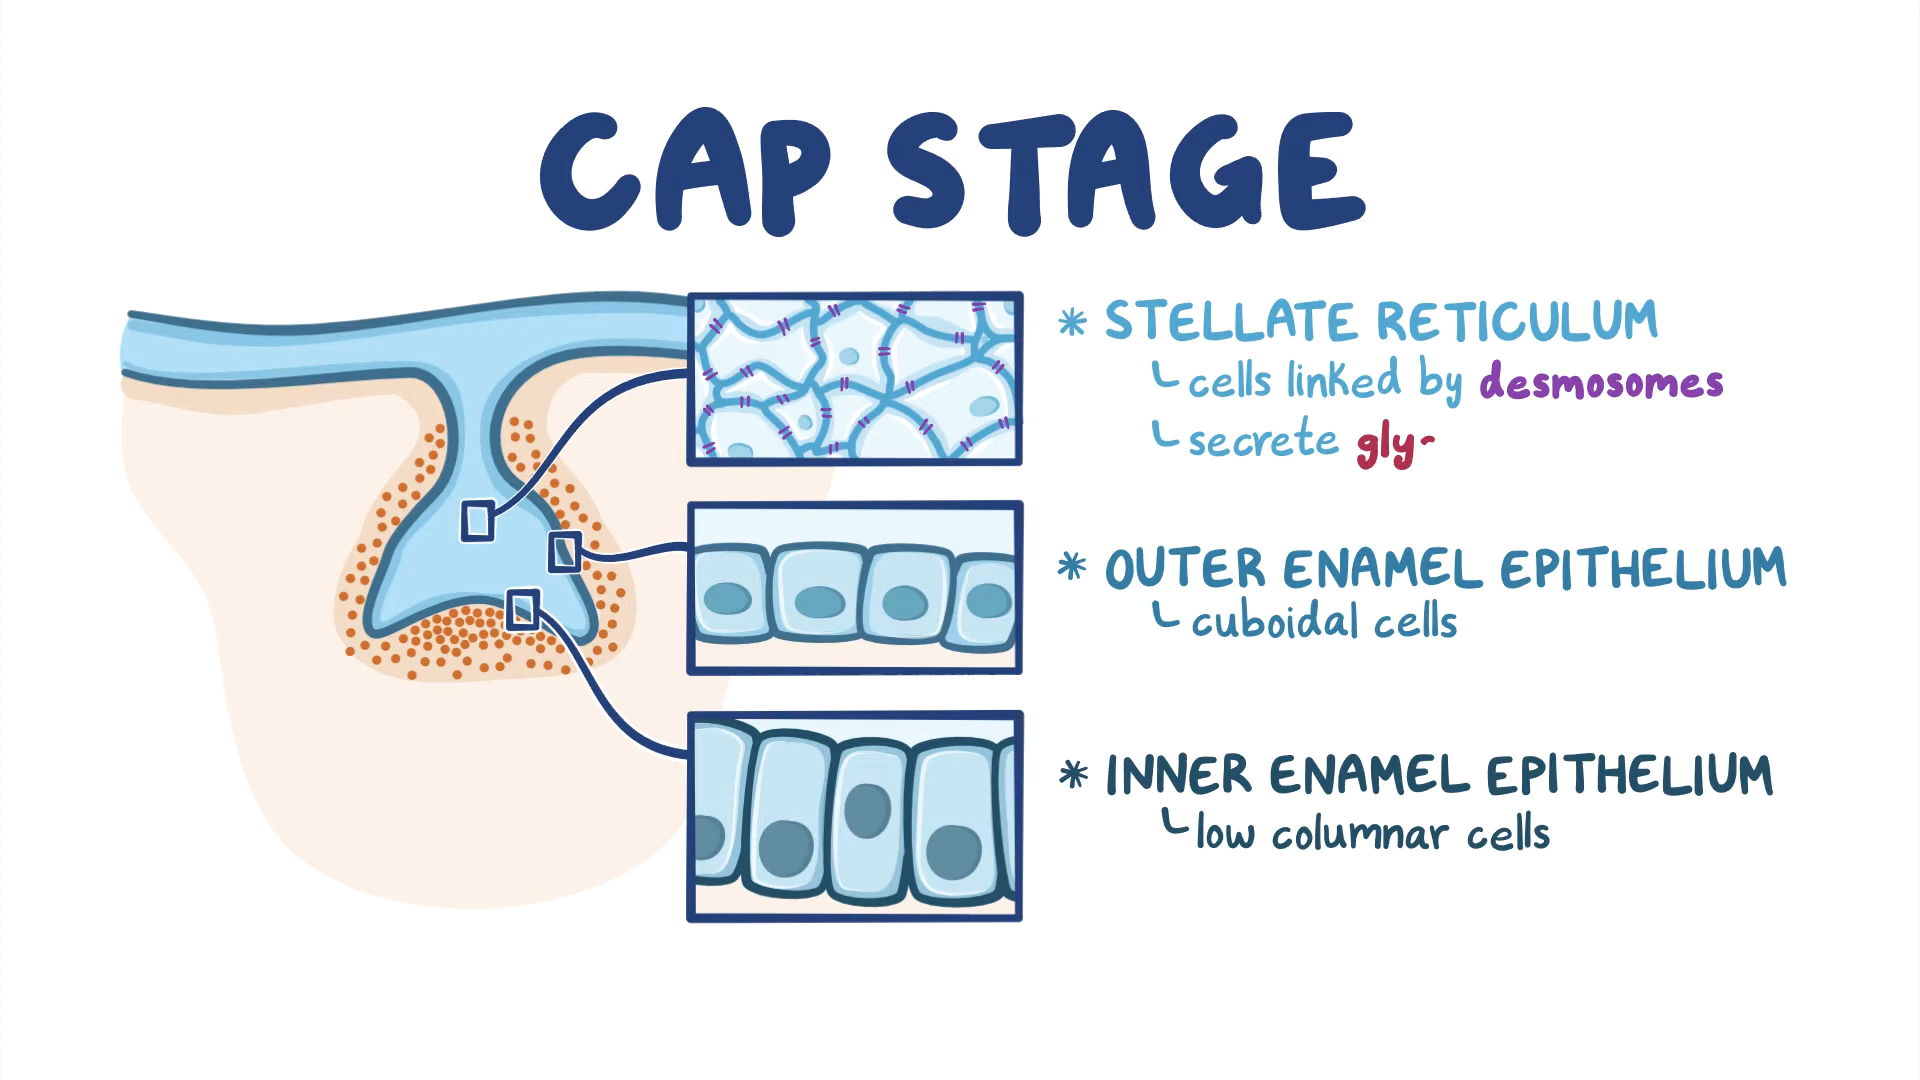 CAP STAGE
* STELLATE RETICULUM
cells linked by desmosomes
secrete gly-
* OUTER ENAMEL EPITHELIUM
cuboidal cells
* INNER ENAMEL EPITHELIUM
low columnar cells